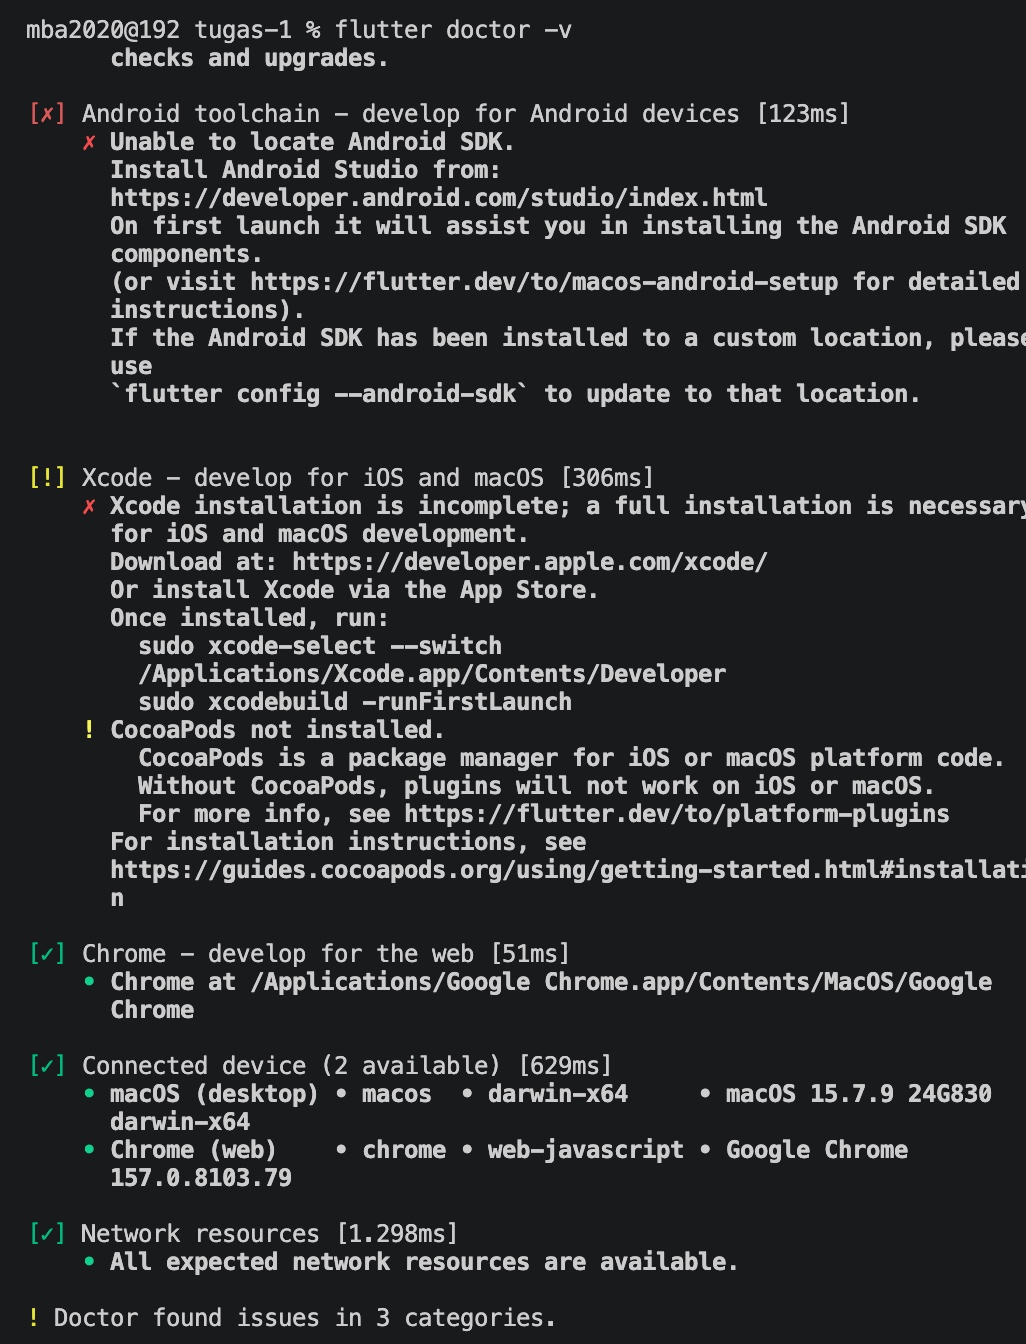 mba2020@192 tugas-1 % flutter doctor -v
checks and upgrades.
[✗] Android toolchain - develop for Android devices [123ms]
✗ Unable to locate Android SDK.
Install Android Studio from:
https://developer.android.com/studio/index.html
On first launch it will assist you in installing the Android SDK
components.
(or visit https://flutter.dev/to/macos-android-setup for detailed
instructions).
If the Android SDK has been installed to a custom location, please
use
`flutter config --android-sdk` to update to that location.
[!] Xcode - develop for iOS and macOS [306ms]
✗ Xcode installation is incomplete; a full installation is necessary
for iOS and macOS development.
Download at: https://developer.apple.com/xcode/
Or install Xcode via the App Store.
Once installed, run:
sudo xcode-select --switch
/Applications/Xcode.app/Contents/Developer
sudo xcodebuild -runFirstLaunch
! CocoaPods not installed.
CocoaPods is a package manager for iOS or macOS platform code.
Without CocoaPods, plugins will not work on iOS or macOS.
For more info, see https://flutter.dev/to/platform-plugins
For installation instructions, see
https://guides.cocoapods.org/using/getting-started.html#installati
n
[✓] Chrome - develop for the web [51ms]
• Chrome at /Applications/Google Chrome.app/Contents/MacOS/Google
Chrome
[✓] Connected device (2 available) [629ms]
• macOS (desktop) • macos • darwin-x64 • macOS 15.7.9 24G830
darwin-x64
• Chrome (web) • chrome • web-javascript • Google Chrome
157.0.8103.79
[✓] Network resources [1.298ms]
• All expected network resources are available.
! Doctor found issues in 3 categories.